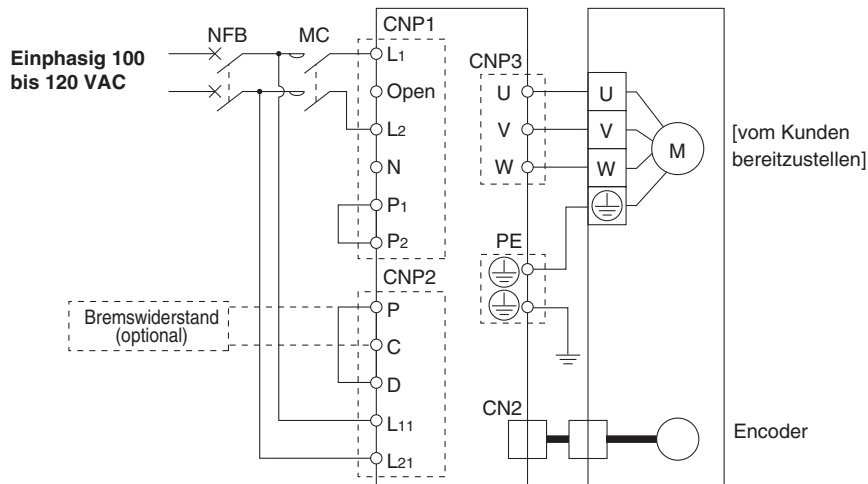 NFB
MC
CNP1
Einphasig 100
bis 120 VAC
L1
Open
L2
N
P1
P2
CNP3
U
V
W
U
V
W
M
[vom Kunden
bereitzustellen]
PE
CNP2
Bremswiderstand
(optional)
P
C
D
L11
L21
CN2
Encoder